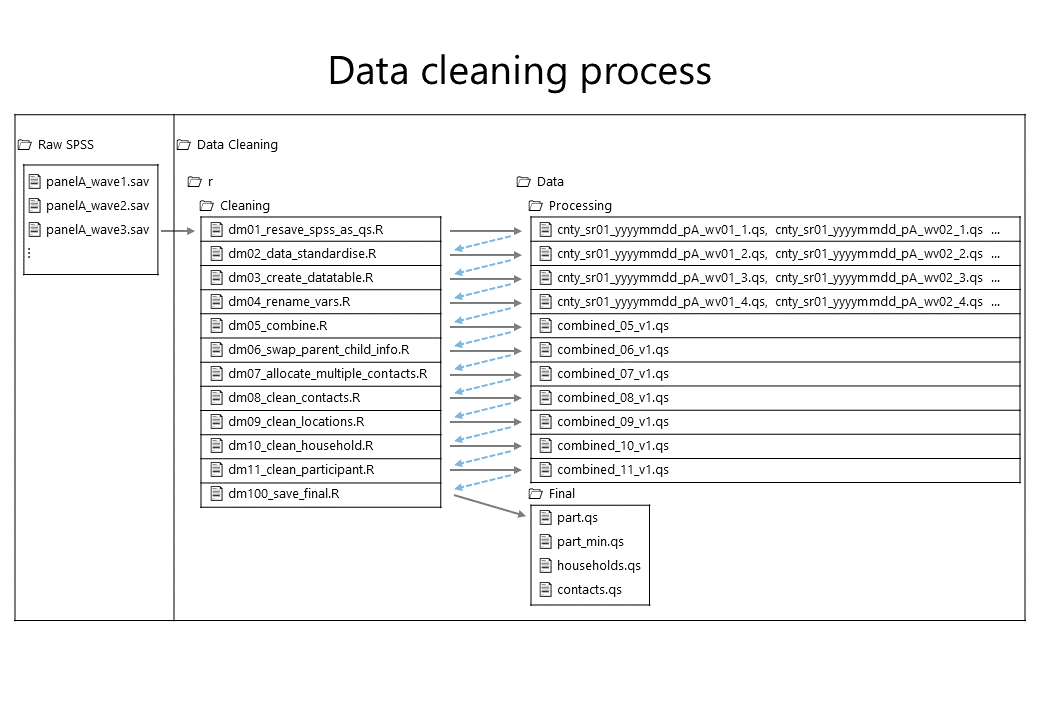 Data cleaning process
Raw SPSS
panelA_wave1.sav
panelA_wave2.sav
panelA_wave3.sav
⋮
Data Cleaning
r
Cleaning
dm01_resave_spss_as_qs.R
dm02_data_standardise.R
dm03_create_datatable.R
dm04_rename_vars.R
dm05_combine.R
dm06_swap_parent_child_info.R
dm07_allocate_multiple_contacts.R
dm08_clean_contacts.R
dm09_clean_locations.R
dm10_clean_household.R
dm11_clean_participant.R
dm100_save_final.R
Data
Processing
cnty_sr01_yyyymmdd_pA_wv01_1.qs, cnty_sr01_yyyymmdd_pA_wv02_1.qs ...
cnty_sr01_yyyymmdd_pA_wv01_2.qs, cnty_sr01_yyyymmdd_pA_wv02_2.qs ...
cnty_sr01_yyyymmdd_pA_wv01_3.qs, cnty_sr01_yyyymmdd_pA_wv02_3.qs ...
cnty_sr01_yyyymmdd_pA_wv01_4.qs, cnty_sr01_yyyymmdd_pA_wv02_4.qs ...
combined_05_v1.qs
combined_06_v1.qs
combined_07_v1.qs
combined_08_v1.qs
combined_09_v1.qs
combined_10_v1.qs
combined_11_v1.qs
Final
part.qs
part_min.qs
households.qs
contacts.qs